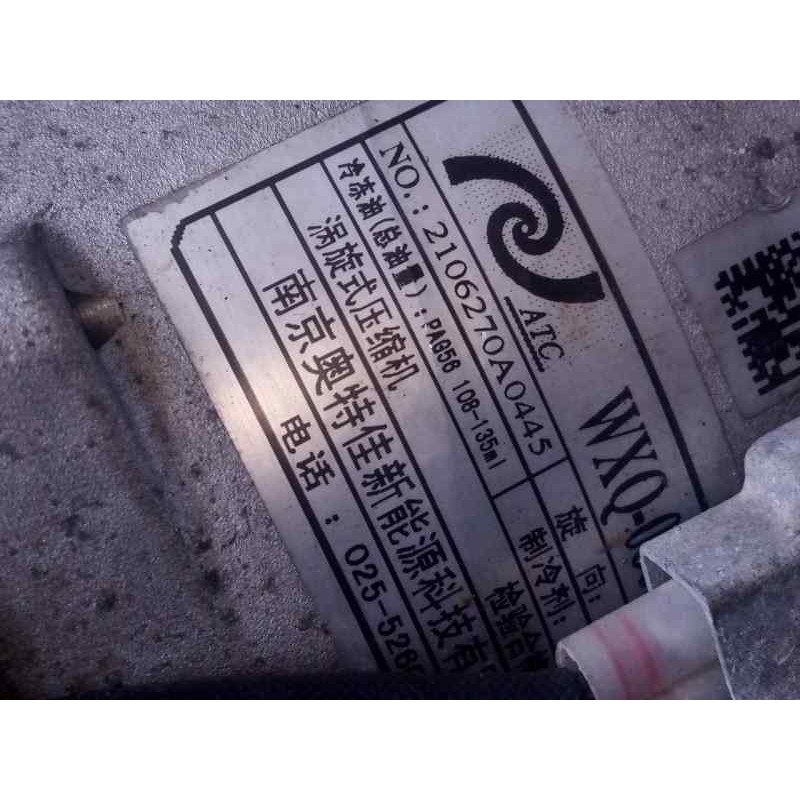 ATC
WXQ-0
NO.: 2106270A0445
旋 向:
冷冻油(总油量): PAG56 108-135ml
制冷剂:
涡旋式压缩机
检验合格
南京奥特佳新能源科技有
电话: 025-526